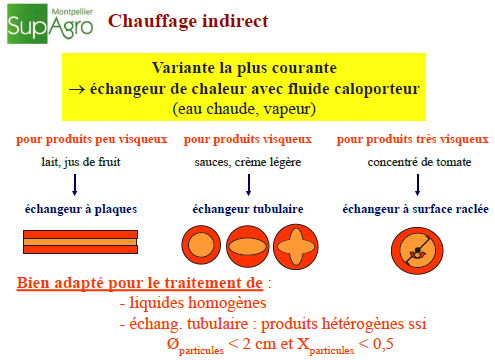 Montpellier
SupAgro
Chauffage indirect
Variante la plus courante
→ échangeur de chaleur avec fluide caloporteur
(eau chaude, vapeur)
pour produits peu visqueux
lait, jus de fruit
échangeur à plaques
pour produits visqueux
sauces, crème légère
échangeur tubulaire
pour produits très visqueux
concentré de tomate
échangeur à surface raclée
Bien adapté pour le traitement de :
- liquides homogènes
- échang. tubulaire : produits hétérogènes ssi
Øparticules < 2 cm et Xparticules < 0,5